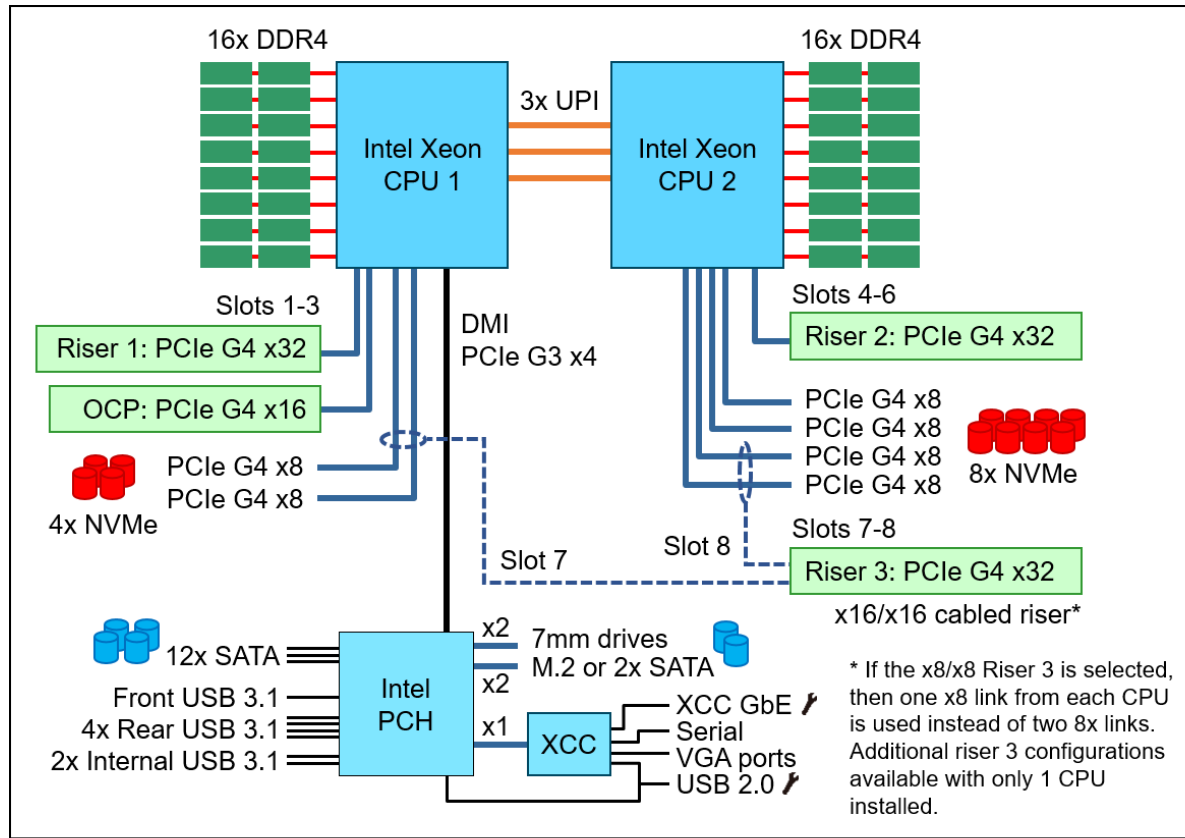 16x DDR4
16x DDR4
3x UPI
Intel Xeon
CPU 1
Intel Xeon
CPU 2
Slots 1-3
Riser 1: PCIe G4 x32
OCP: PCIe G4 x16
PCIe G4 x8
PCIe G4 x8
4x NVMe
DMI
PCIe G3 x4
Slots 4-6
Riser 2: PCIe G4 x32
PCIe G4 x8
PCIe G4 x8
PCIe G4 x8
PCIe G4 x8
8x NVMe
Slot 7
Slot 8
Slots 7-8
Riser 3: PCIe G4 x32
x16/x16 cabled riser*
12x SATA
Front USB 3.1
4x Rear USB 3.1
2x Internal USB 3.1
Intel
PCH
x2
7mm drives
M.2 or 2x SATA
x2
x1
XCC
XCC GbE
Serial
VGA ports
USB 2.0
* If the x8/x8 Riser 3 is selected,
then one x8 link from each CPU
is used instead of two 8x links.
Additional riser 3 configurations
available with only 1 CPU
installed.